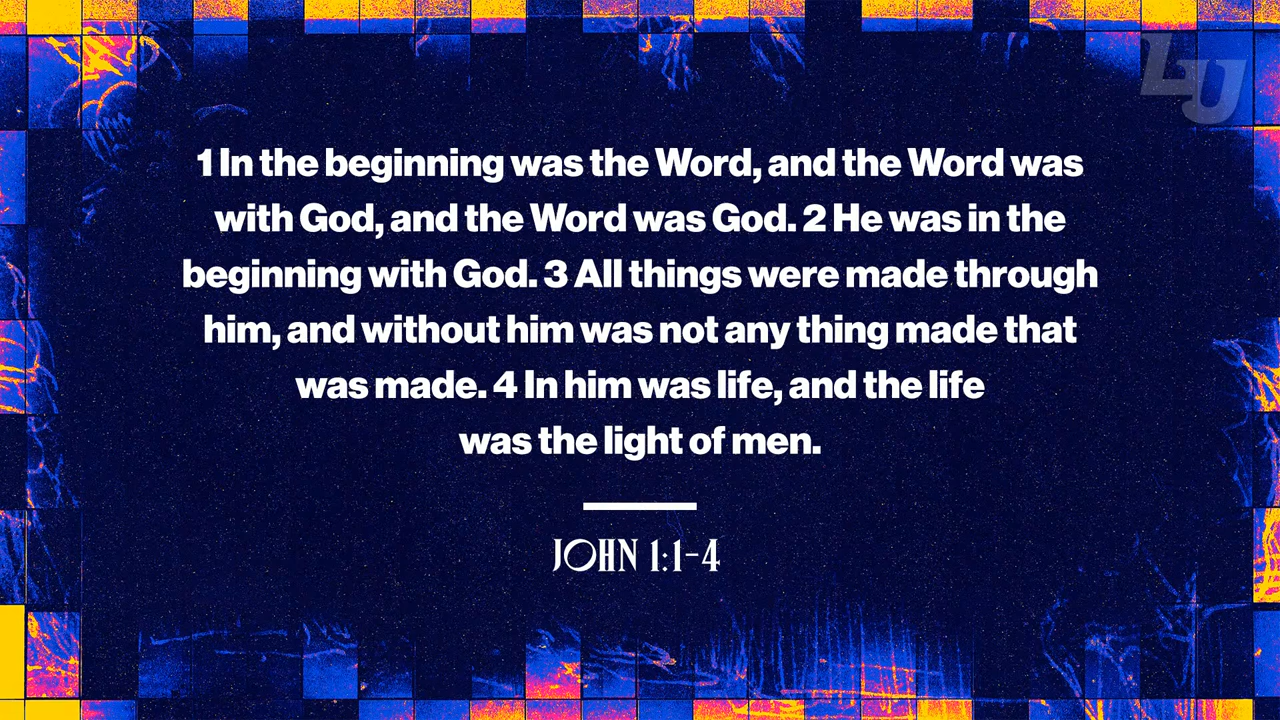 LU
1 In the beginning was the Word, and the Word was
with God, and the Word was God. 2 He was in the
beginning with God. 3 All things were made through
him, and without him was not any thing made that
was made. 4 In him was life, and the life
was the light of men.
JOHN 1:1-4